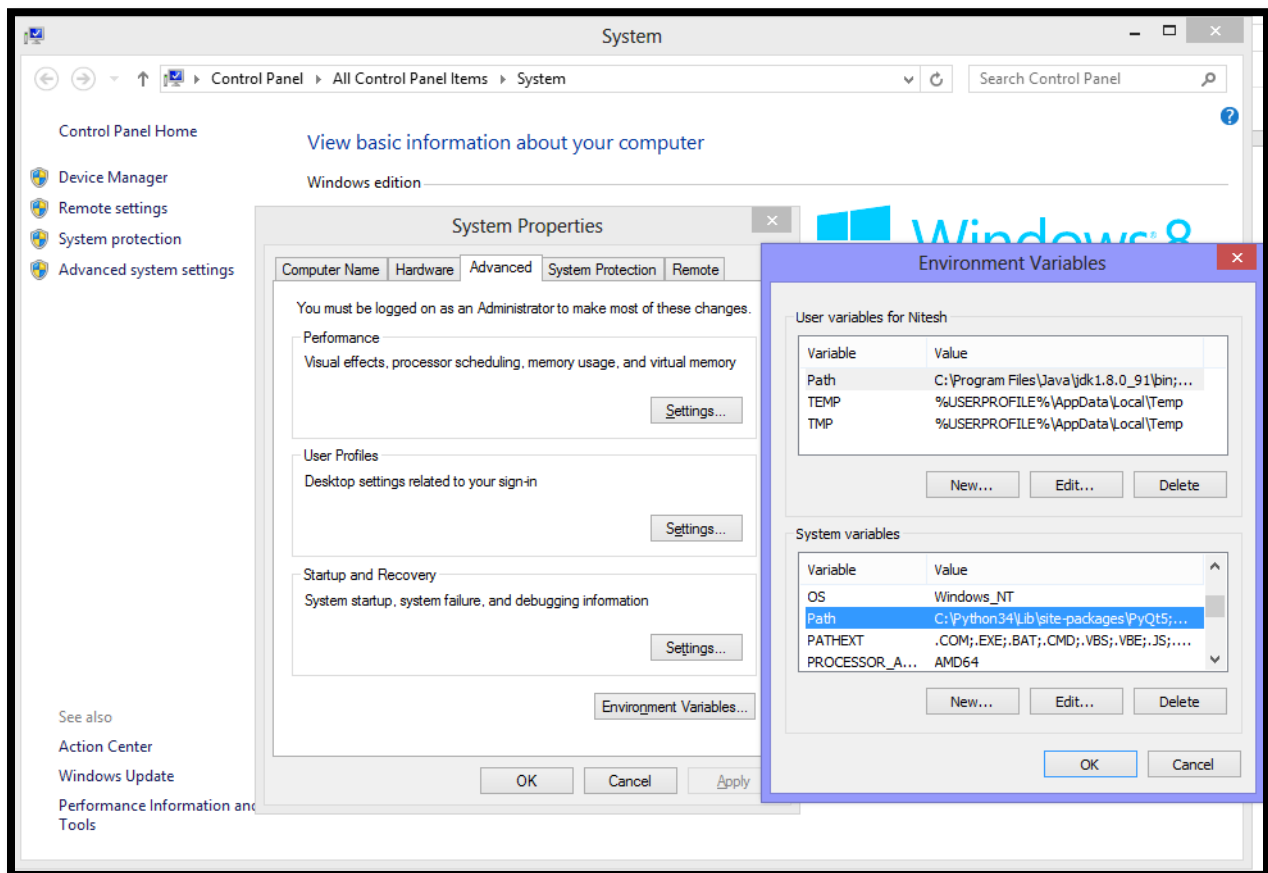 System
Control Panel ▸ All Control Panel Items ▸ System
Search Control Panel
Control Panel Home
Device Manager
Remote settings
System protection
Advanced system settings
See also
Action Center
Windows Update
Performance Information and
Tools
View basic information about your computer
Windows edition
Windows 8
System Properties
Computer Name Hardware Advanced System Protection Remote
You must be logged on as an Administrator to make most of these changes.
Performance
Visual effects, processor scheduling, memory usage, and virtual memory
Settings...
User Profiles
Desktop settings related to your sign-in
Settings...
Startup and Recovery
System startup, system failure, and debugging information
Settings...
Environment Variables...
OK Cancel Apply
Environment Variables
User variables for Nitesh
Variable Value
Path C:\Program Files\Java\jdk1.8.0_91\bin;...
TEMP %USERPROFILE%\AppData\Local\Temp
TMP %USERPROFILE%\AppData\Local\Temp
New... Edit... Delete
System variables
Variable Value
OS Windows_NT
Path C:\Python34\Lib\site-packages\PyQt5;...
PATHEXT .COM;.EXE;.BAT;.CMD;.VBS;.VBE;.JS;....
PROCESSOR_A... AMD64
New... Edit... Delete
OK Cancel